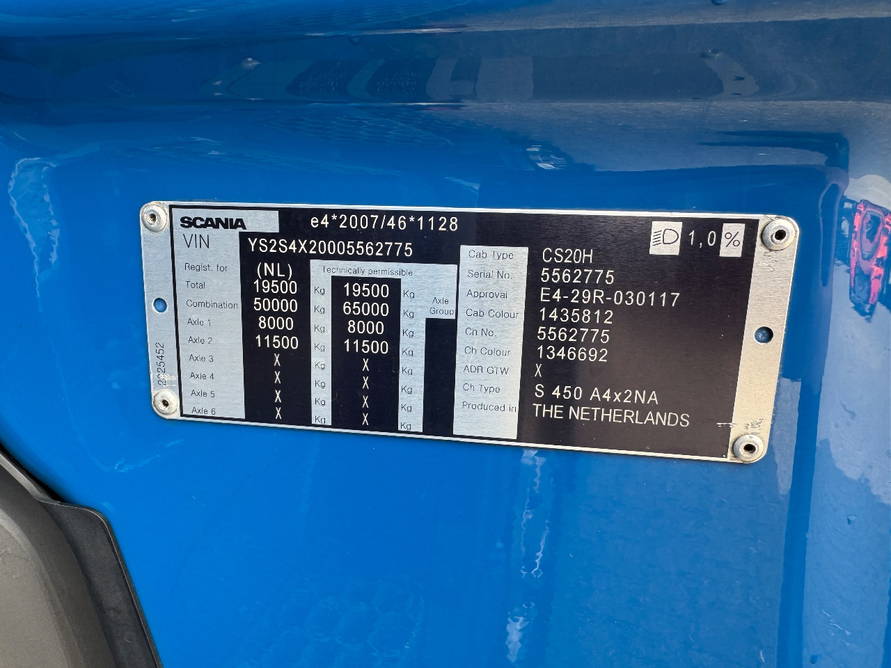 SCANIA e4*2007/46*1128 1,0%
VIN YS2S4X20005562775
Regist. for (NL) Technically permissible
Total 19500 Kg 19500 Kg
Combination 50000 Kg 65000 Kg Axle Group
Axle 1 8000 Kg 8000 Kg
Axle 2 11500 Kg 11500 Kg
Axle 3 X Kg X Kg
Axle 4 X Kg X Kg
Axle 5 X Kg X Kg
Axle 6 X Kg X Kg
Cab Type CS20H
Serial No. 5562775
Approval E4-29R-030117
Cab Colour 1435812
Cn No. 5562775
Ch Colour 1346692
ADR GTW X
Ch Type S 450 A4x2NA
Produced in THE NETHERLANDS